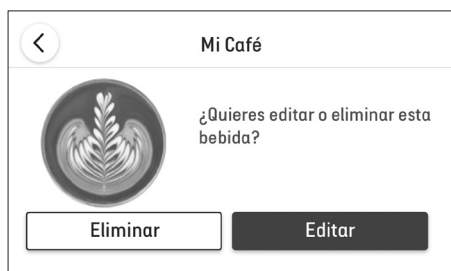 Mi Café
¿Quieres editar o eliminar esta
bebida?
Eliminar
Editar